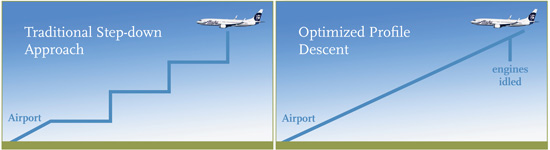 Traditional Step-down
Approach
Airport
Optimized Profile
Descent
engines
idled
Airport